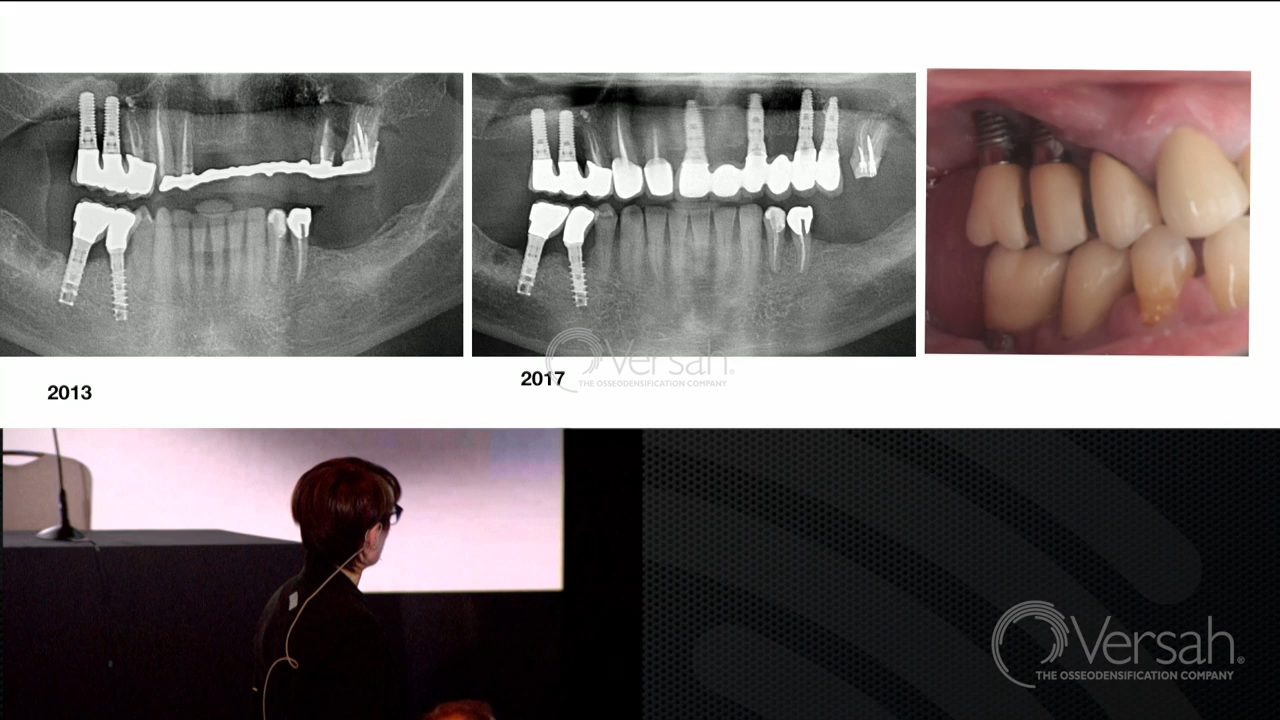 2013
2017
Versah®
THE OSSEODENSIFICATION COMPANY
Versah®
THE OSSEODENSIFICATION COMPANY